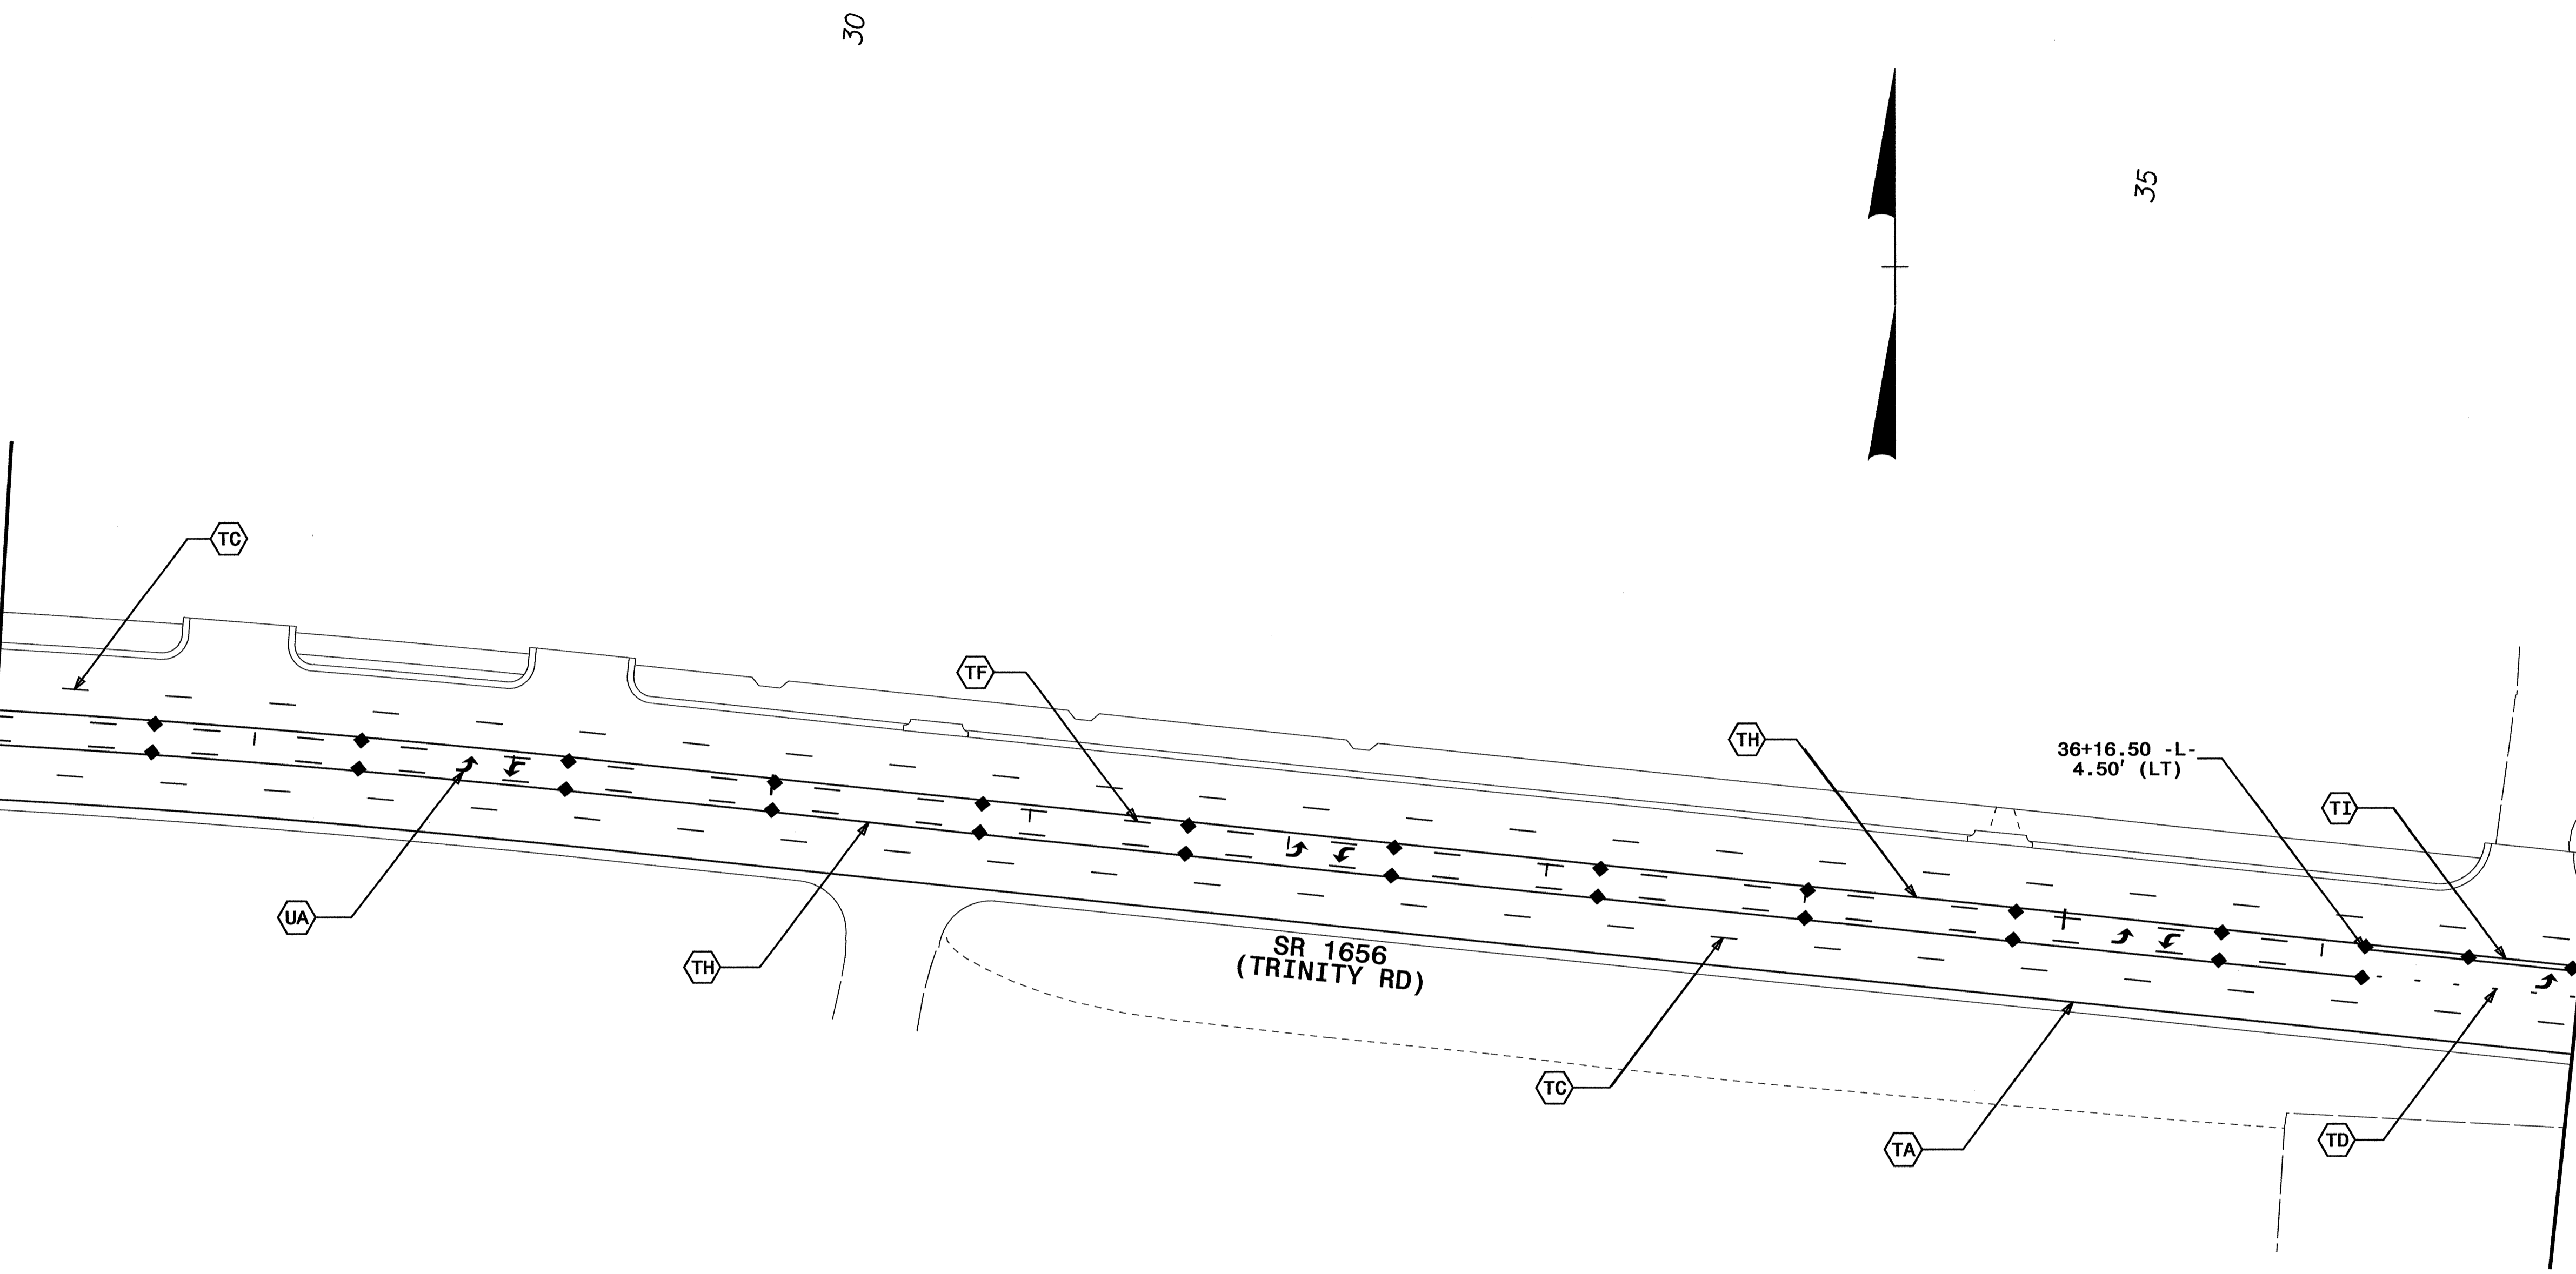 30
35
TC
TF
TH
36+16.50 -L-
4.50' (LT)
TI
UA
TH
SR 1656
(TRINITY RD)
TC
TA
TD